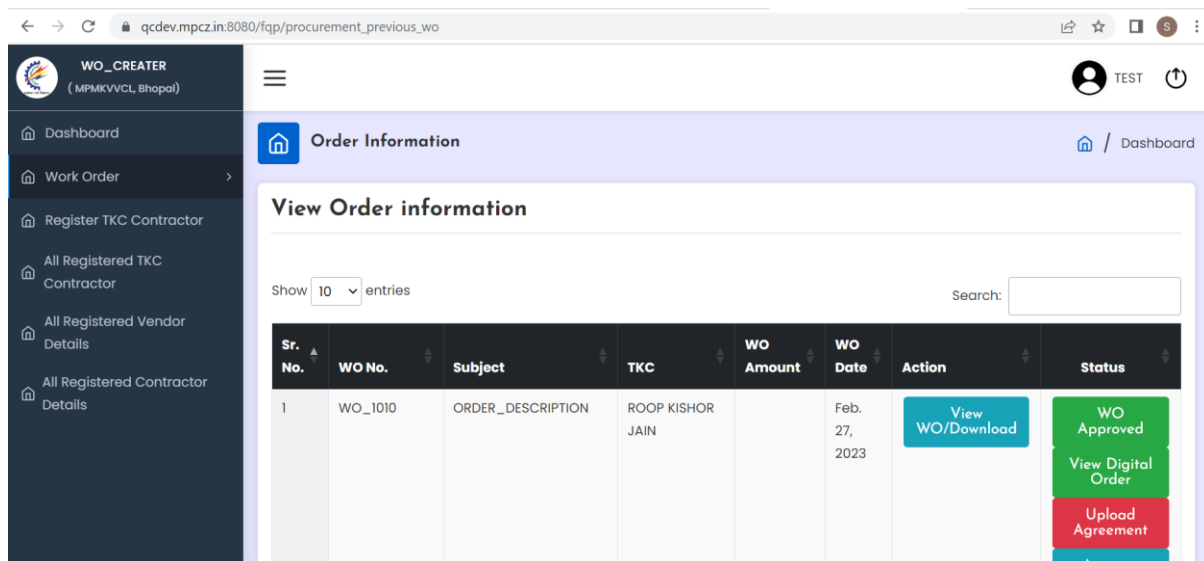 qcdev.mpcz.in:8080/fqp/procurement_previous_wo
S
WO_CREATER
( MPMKVVCL, Bhopal)
TEST
Dashboard
Work Order
Register TKC Contractor
All Registered TKC
Contractor
All Registered Vendor
Details
All Registered Contractor
Details
Order Information
/ Dashboard
View Order information
Show 10 entries
Search:
Sr.
No.
WO No.
Subject
TKC
WO
Amount
WO
Date
Action
Status
1
WO_1010
ORDER_DESCRIPTION
ROOP KISHOR
JAIN
Feb.
27,
2023
View
WO/Download
WO
Approved
View Digital
Order
Upload
Agreement